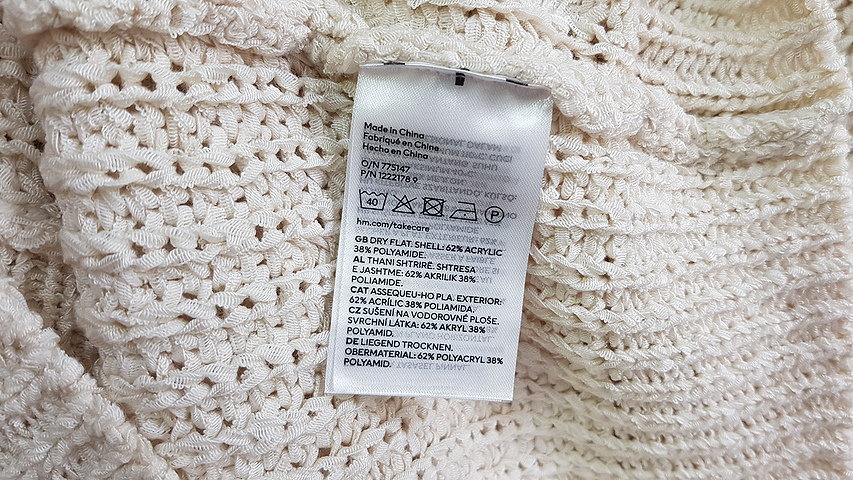 Made in China
Fabriqué en Chine
Hecho en China
O/N 775147
P/N 1222178 9
40
P
hm.com/takecare
GB DRY FLAT. SHELL: 62% ACRYLIC
38% POLYAMIDE.
AL THANI SHTRIRË. SHTRESA
E JASHTME: 62% AKRILIK 38%
POLIAMIDE.
CAT ASSEQUEU-HO PLA. EXTERIOR:
62% ACRÍLIC 38% POLIAMIDA.
CZ SUŠENÍ NA VODOROVNÉ PLOŠE.
SVRCHNÍ LÁTKA: 62% AKRYL 38%
POLYAMID.
DE LIEGEND TROCKNEN.
OBERMATERIAL: 62% POLYACRYL 38%
POLYAMID.